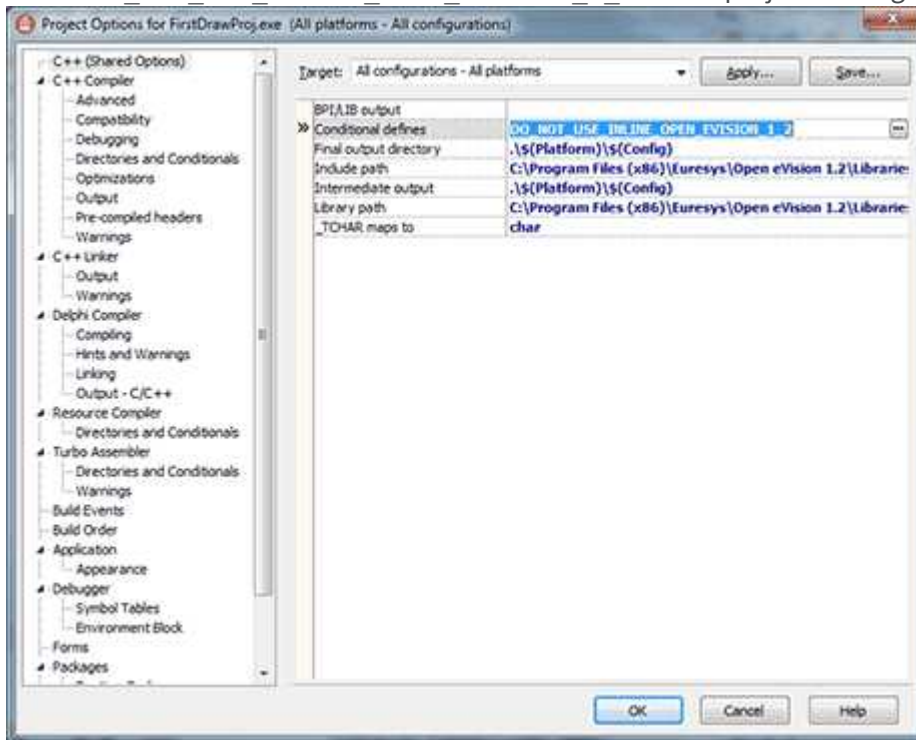 Project Options for FirstDrawProj.exe (All platforms - All configurations)
C++ (Shared Options)
C++ Compiler
Advanced
Compatibility
Debugging
Directories and Conditionals
Optimizations
Output
Pre-compiled headers
Warnings
C++ Linker
Output
Warnings
Delphi Compiler
Compiling
Hints and Warnings
Linking
Output - C/C++
Resource Compiler
Directories and Conditionals
Turbo Assembler
Directories and Conditionals
Warnings
Build Events
Build Order
Application
Appearance
Debugger
Symbol Tables
Environment Block
Forms
Packages
Target: All configurations - All platforms
Apply...
Save...
BPI/LIB output
Conditional defines DO_NOT_USE_INLINE_OPEN_EVISION_1_2
Final output directory .\$(Platform)\$(Config)
Include path C:\Program Files (x86)\Euresys\Open eVision 1.2\Libraries
Intermediate output .\$(Platform)\$(Config)
Library path C:\Program Files (x86)\Euresys\Open eVision 1.2\Libraries
_TCHAR maps to char
OK
Cancel
Help